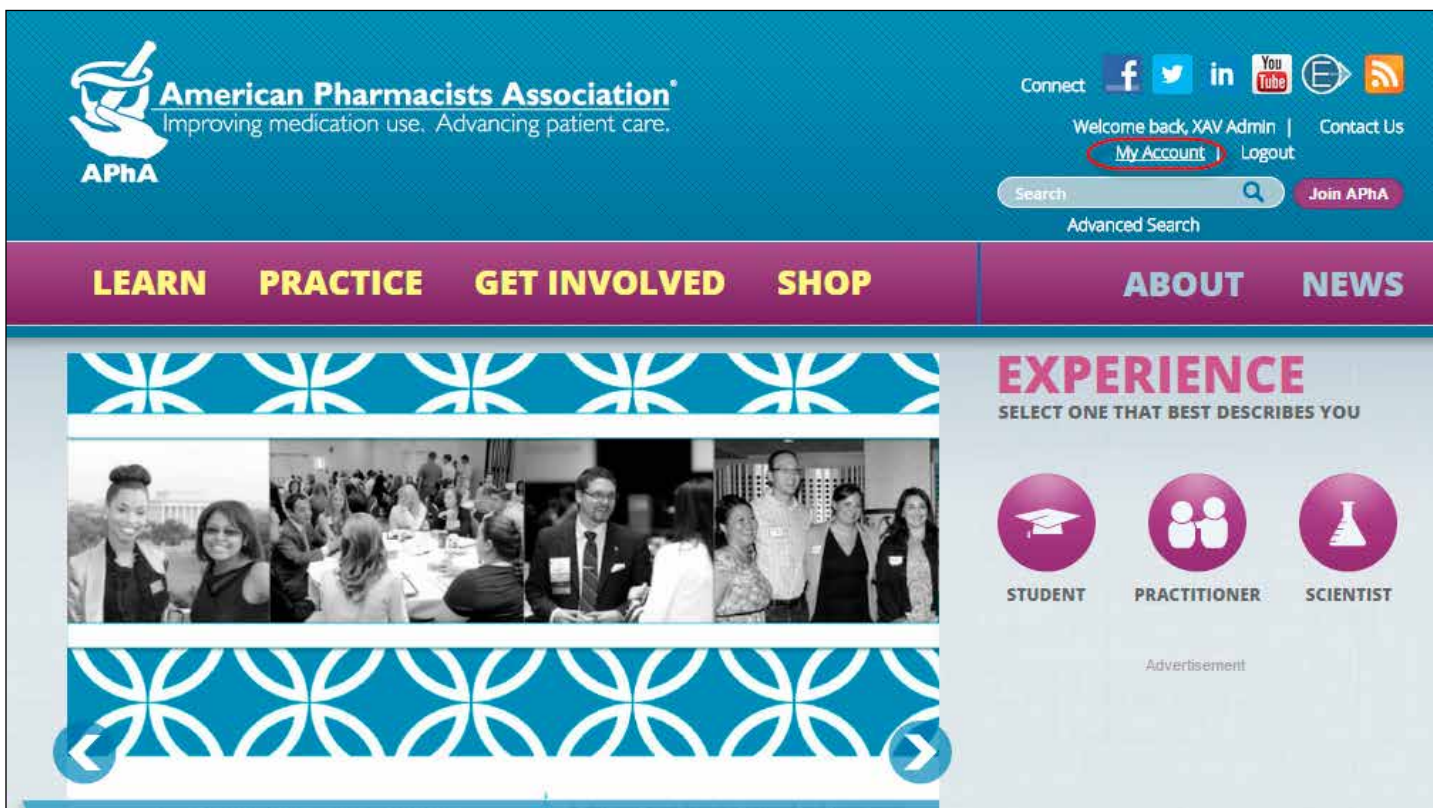 American Pharmacists Association®
Improving medication use. Advancing patient care.
APhA
Connect f in You Tube E
Welcome back, XAV Admin | Contact Us
My Account | Logout
Search Join APhA
Advanced Search
LEARN PRACTICE GET INVOLVED SHOP ABOUT NEWS
EXPERIENCE
SELECT ONE THAT BEST DESCRIBES YOU
STUDENT PRACTITIONER SCIENTIST
Advertisement